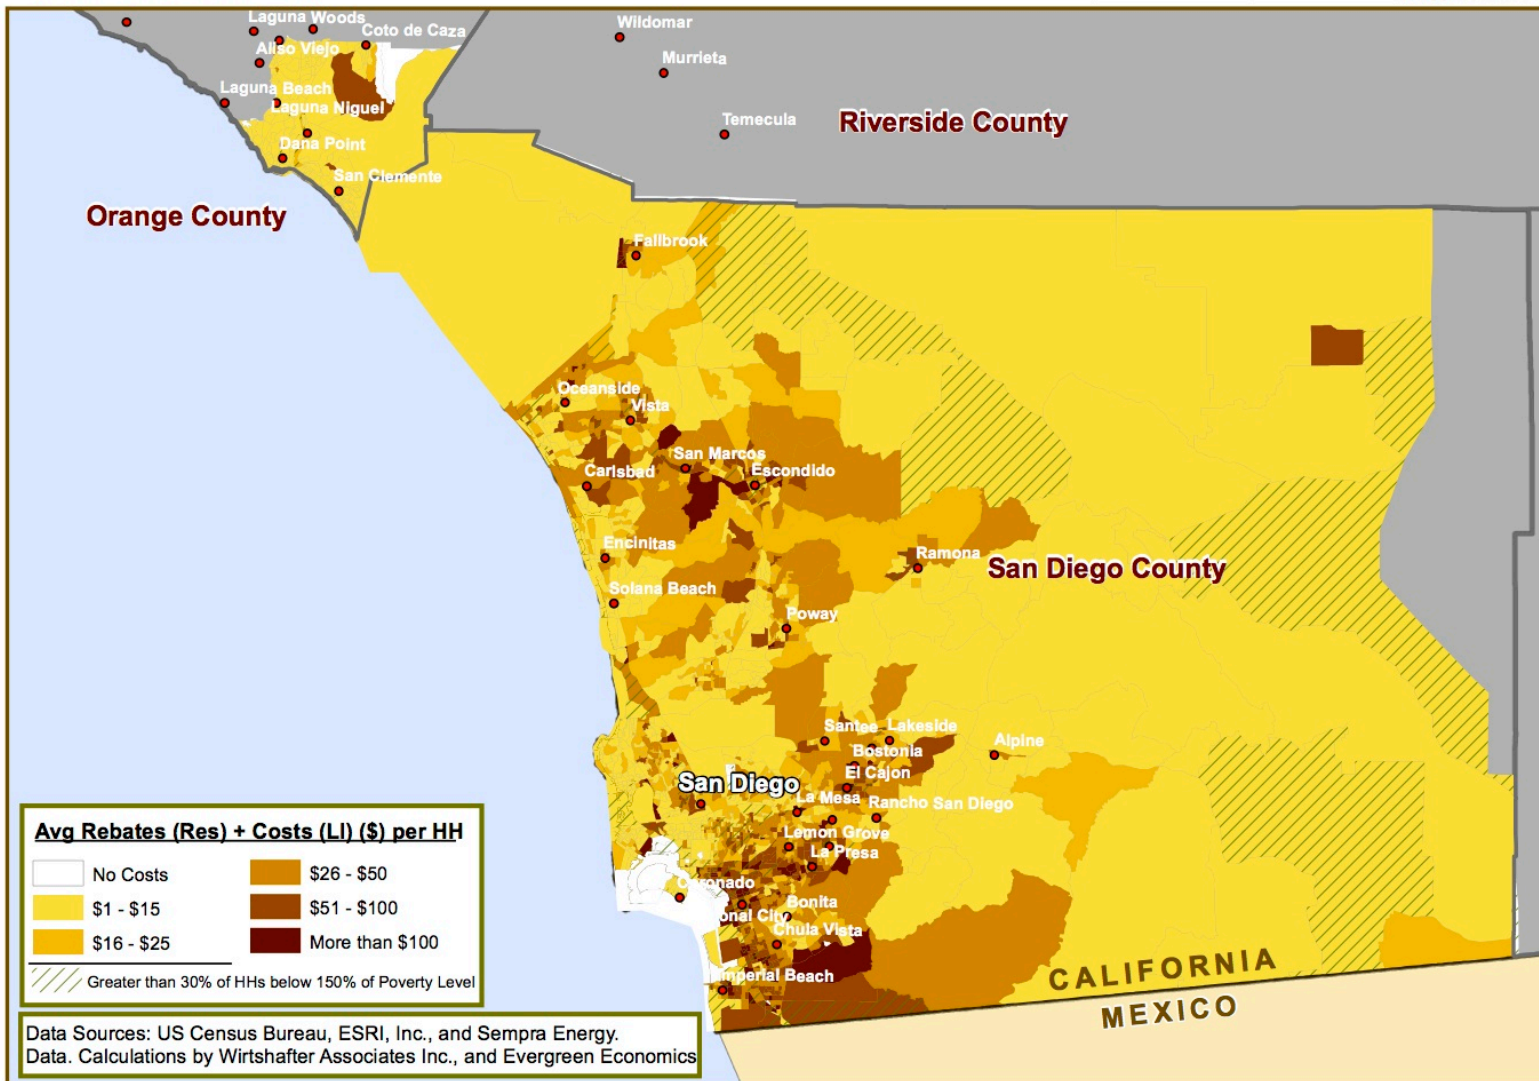 Laguna Woods
Coto de Caza
Aliso Viejo
Laguna Beach
Laguna Niguel
Dana Point
San Clemente
Orange County
Wildomar
Murrieta
Temecula
Riverside County
Fallbrook
Oceanside
Vista
San Marcos
Carlsbad
Escondido
Encinitas
Ramona
San Diego County
Solana Beach
Poway
Santee
Lakeside
Bostonia
Alpine
El Cajon
San Diego
La Mesa
Rancho San Diego
Lemon Grove
La Presa
Coronado
Bonita
onal City
Chula Vista
Imperial Beach
CALIFORNIA
MEXICO
Avg Rebates (Res) + Costs (LI) ($) per HH
No Costs
$26 - $50
$1 - $15
$51 - $100
$16 - $25
More than $100
Greater than 30% of HHs below 150% of Poverty Level
Data Sources: US Census Bureau, ESRI, Inc., and Sempra Energy.
Data. Calculations by Wirtshafter Associates Inc., and Evergreen Economics